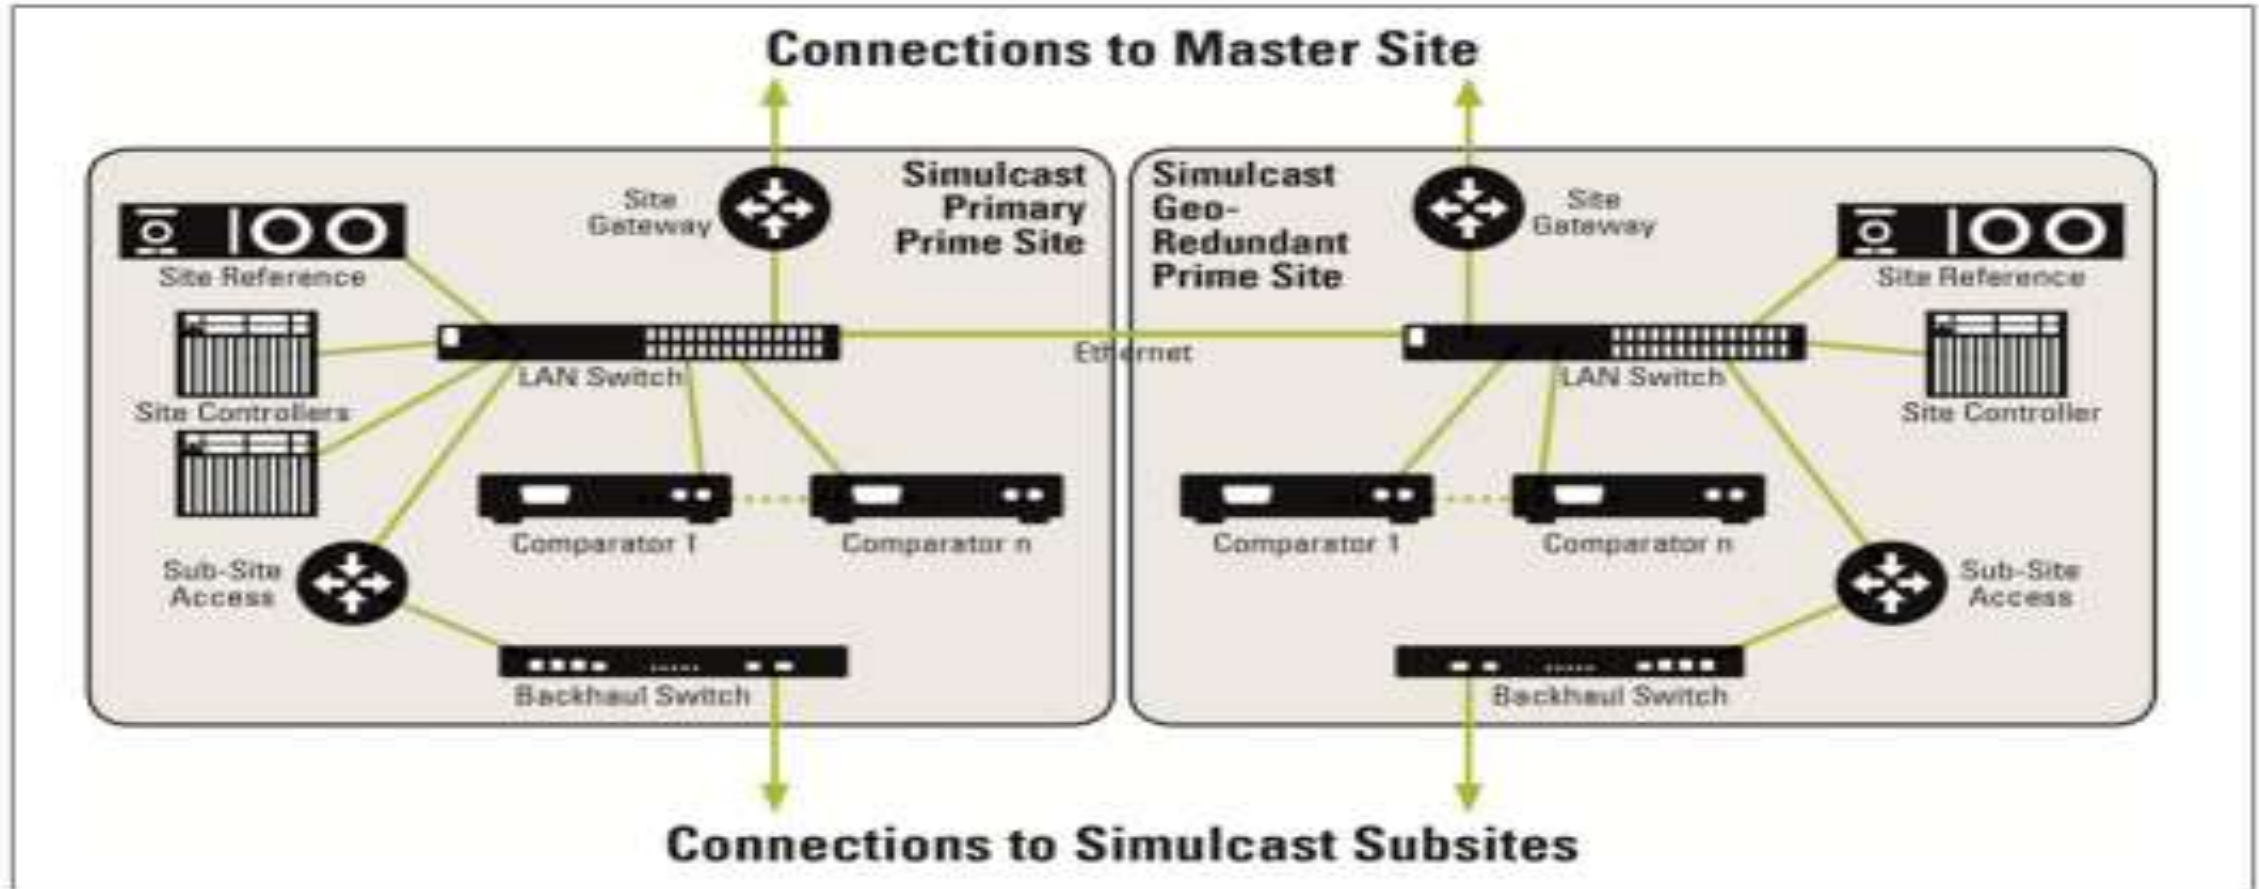 Connections to Master Site
Simulcast
Primary
Prime Site
Site
Gateway
Site Reference
LAN Switch
Site Controllers
Comparator 1
Comparator n
Sub-Site
Access
Backhaul Switch
Ethernet
Simulcast
Geo-
Redundant
Prime Site
Site
Gateway
Site Reference
LAN Switch
Site Controller
Comparator 1
Comparator n
Sub-Site
Access
Backhaul Switch
Connections to Simulcast Subsites